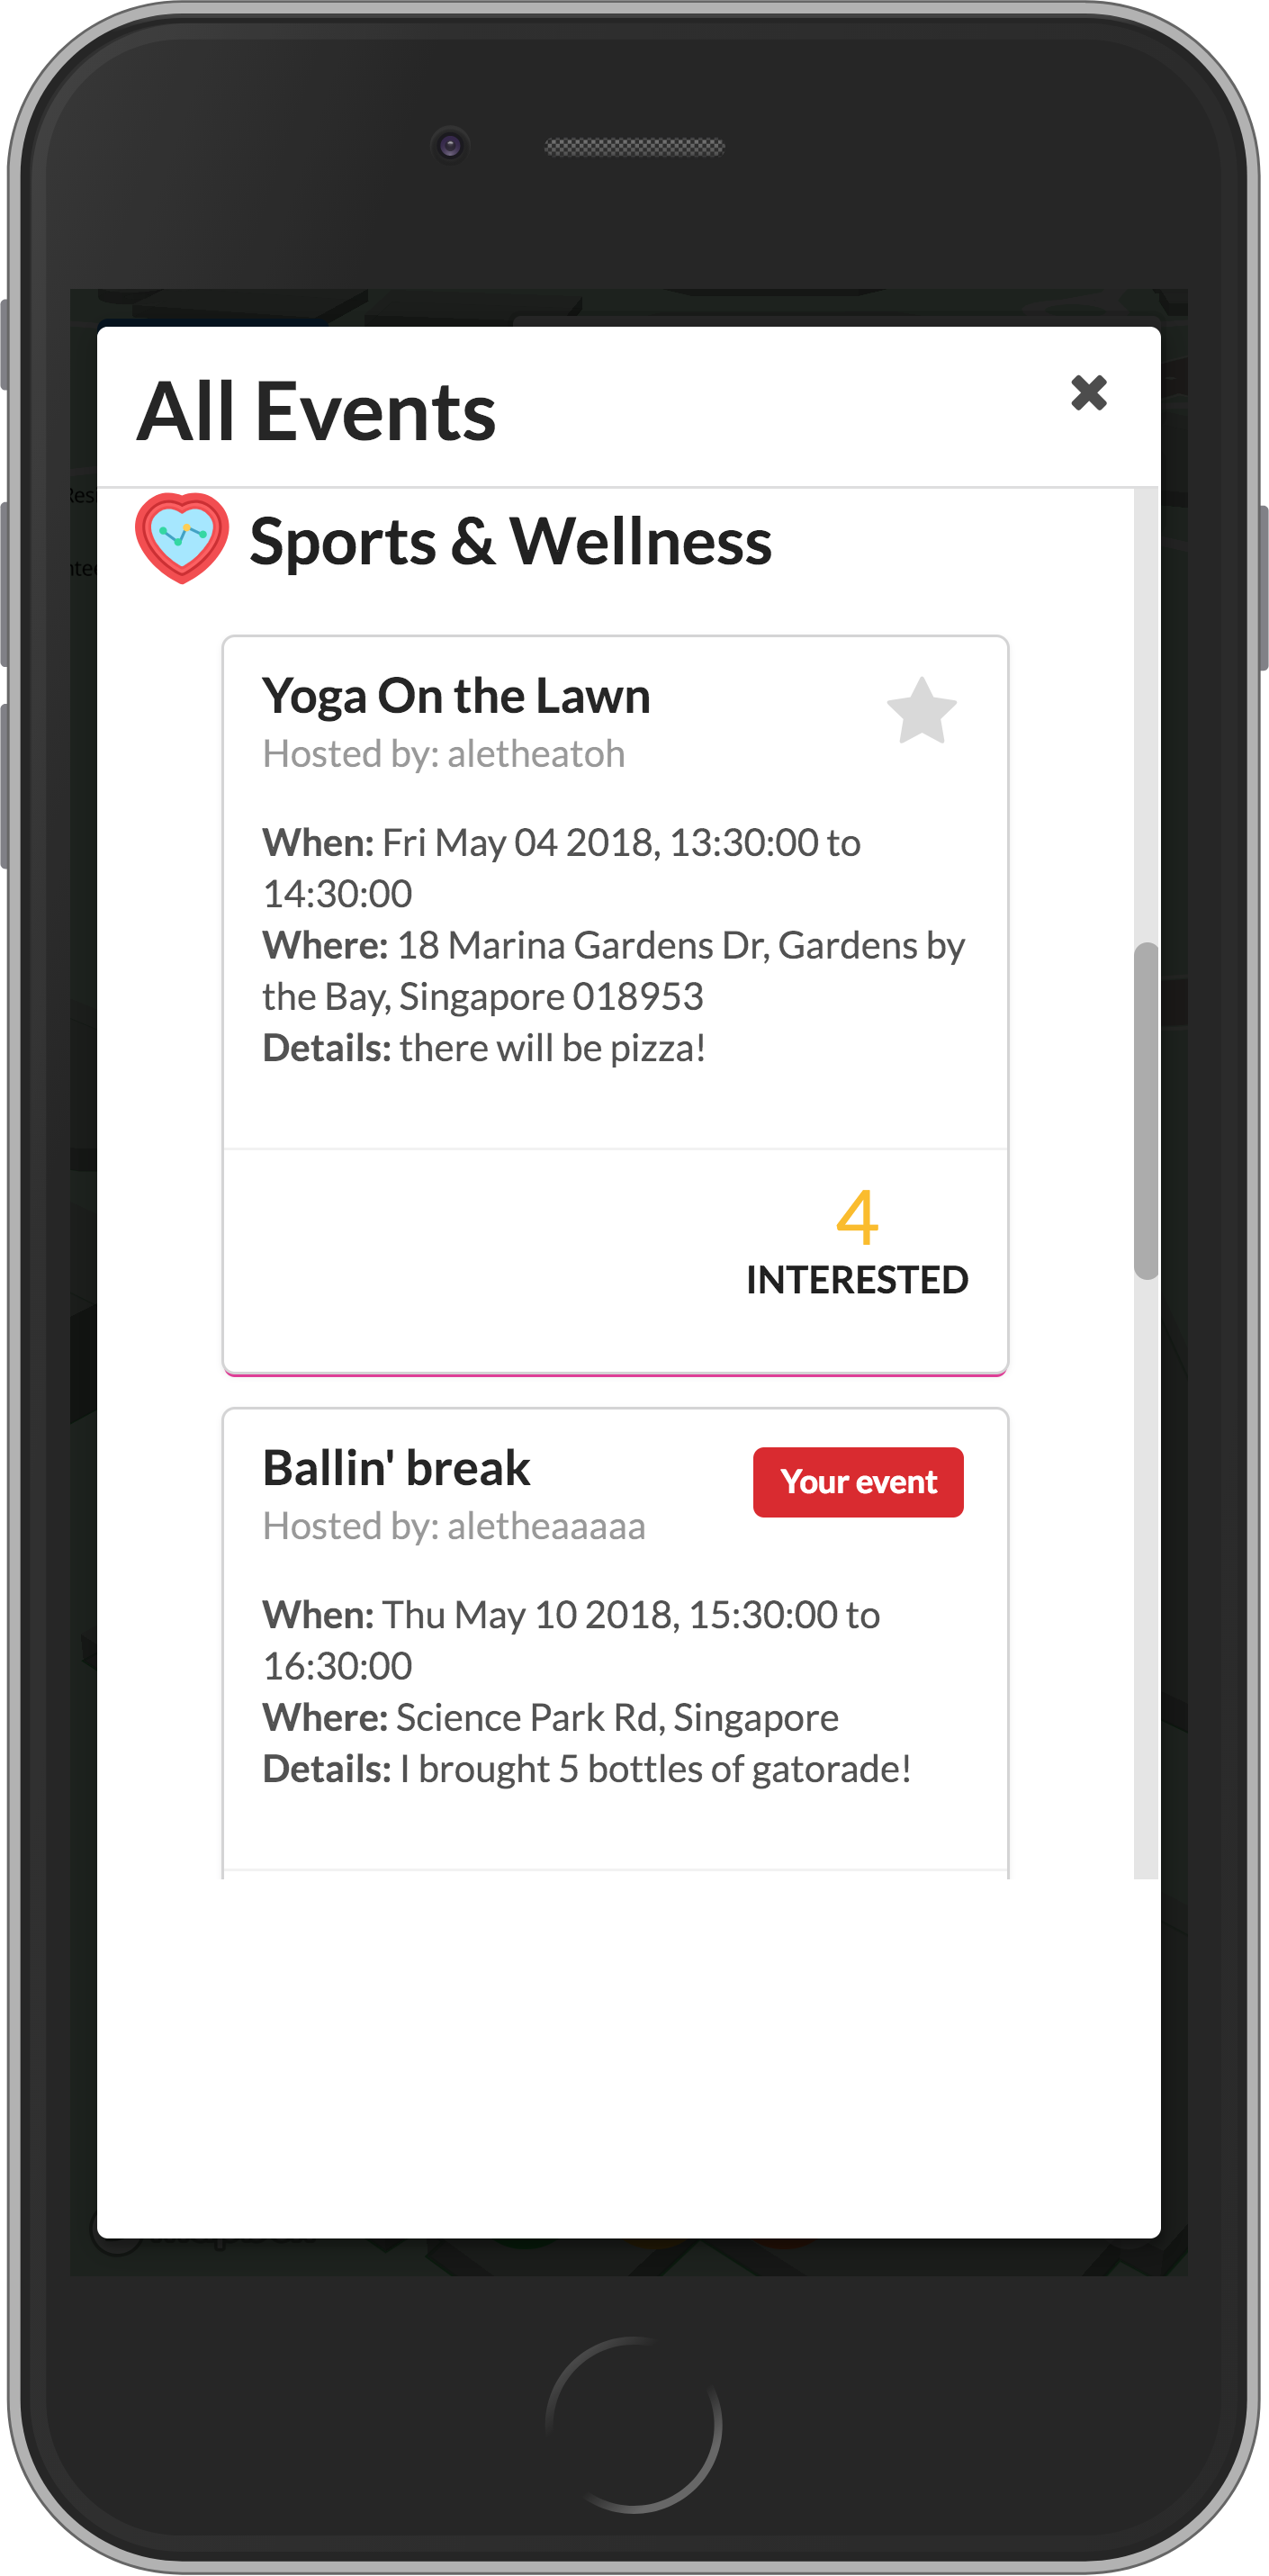 All Events
Sports & Wellness
Yoga On the Lawn
Hosted by: aletheatoh
When: Fri May 04 2018, 13:30:00 to
14:30:00
Where: 18 Marina Gardens Dr, Gardens by
the Bay, Singapore 018953
Details: there will be pizza!
4
INTERESTED
Ballin' break
Your event
Hosted by: aletheaaaaa
When: Thu May 10 2018, 15:30:00 to
16:30:00
Where: Science Park Rd, Singapore
Details: I brought 5 bottles of gatorade!